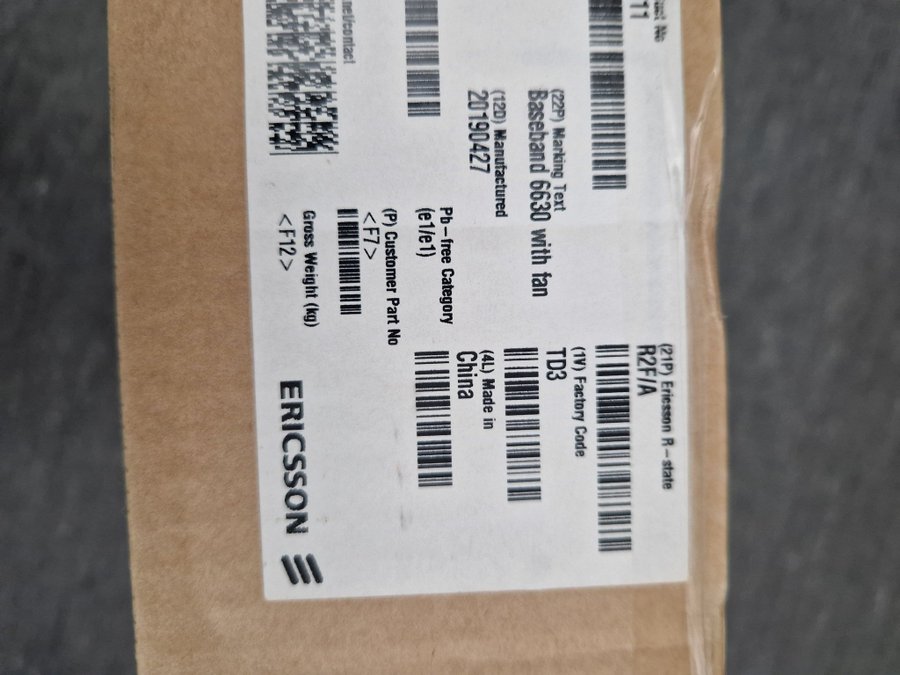 11
(21P) Ericsson R-state
R2F/A
(22P) Marking Text
Baseband 6630 with fan
(1V) Factory Code
TD3
(12D) Manufactured
20190427
(4L) Made in
China
Pb-free Category
(e1/e1)
(P) Customer Part No
<F7>
Gross Weight (kg)
<F12>
ERICSSON